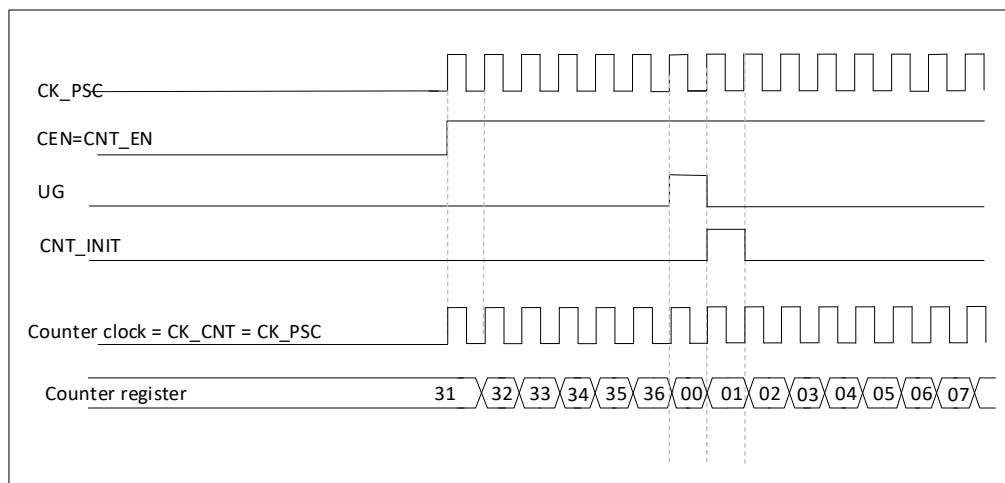 CK_PSC
CEN=CNT_EN
UG
CNT_INIT
Counter clock = CK_CNT = CK_PSC
Counter register 31 32 33 34 35 36 00 01 02 03 04 05 06 07